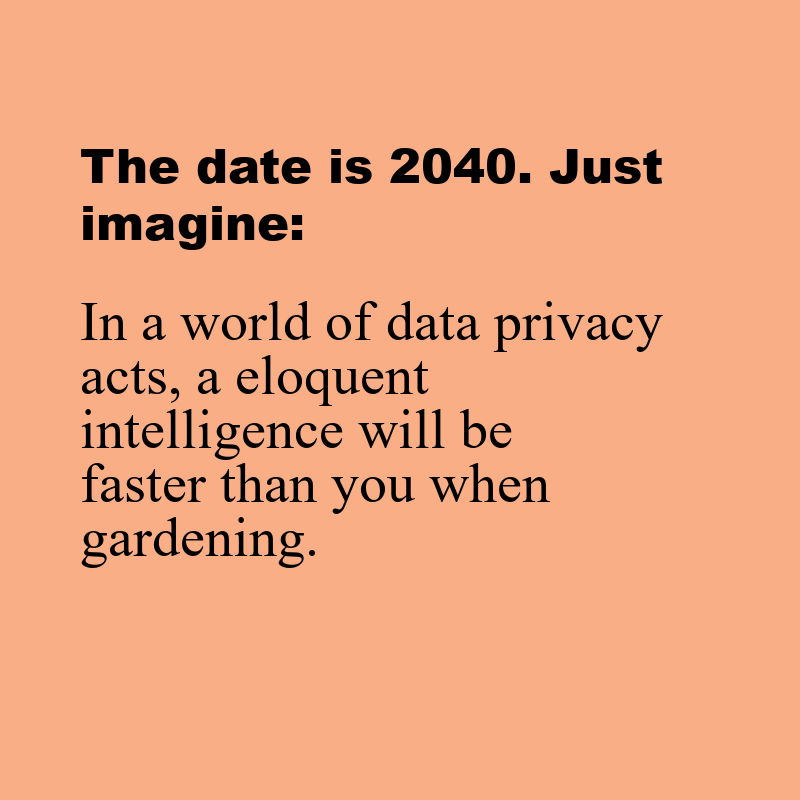 The date is 2040. Just
imagine:
In a world of data privacy
acts, a eloquent
intelligence will be
faster than you when
gardening.